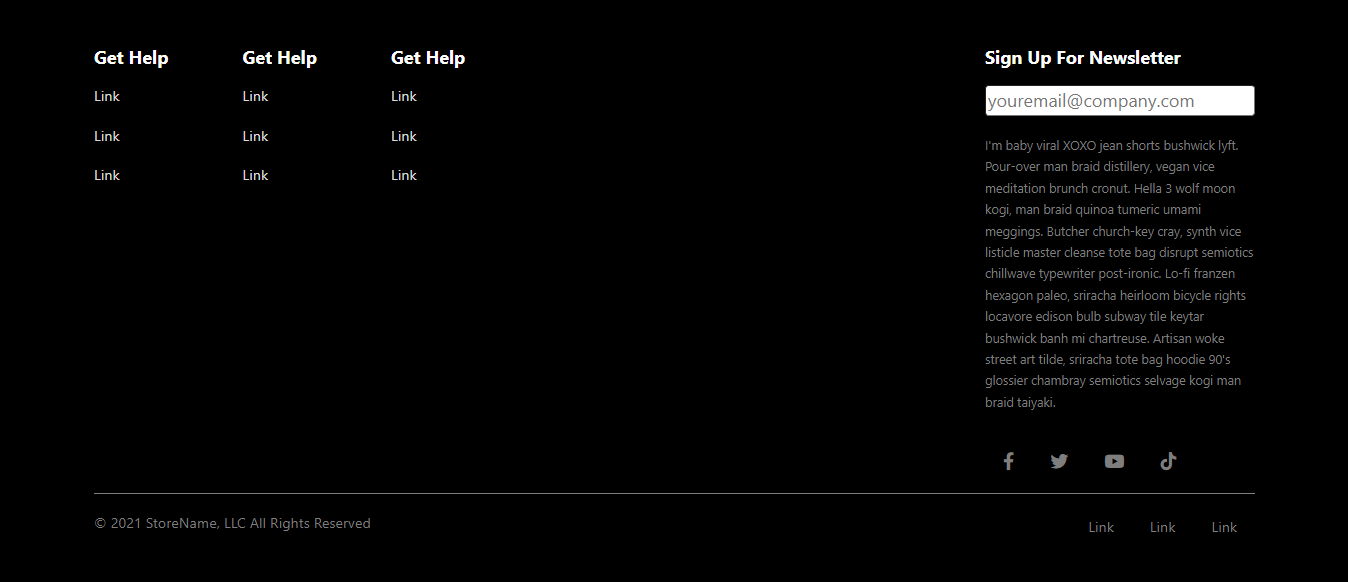 Get Help
Link
Link
Link
Get Help
Link
Link
Link
Get Help
Link
Link
Link
Sign Up For Newsletter
youremail@company.com
I'm baby viral XOXO jean shorts bushwick lyft.
Pour-over man braid distillery, vegan vice
meditation brunch cronut. Hella 3 wolf moon
kogi, man braid quinoa tumeric umami
meggings. Butcher church-key cray, synth vice
listicle master cleanse tote bag disrupt semiotics
chillwave typewriter post-ironic. Lo-fi franzen
hexagon paleo, sriracha heirloom bicycle rights
locavore edison bulb subway tile keytar
bushwick banh mi chartreuse. Artisan woke
street art tilde, sriracha tote bag hoodie 90's
glossier chambray semiotics selvage kogi man
braid taiyaki.
© 2021 StoreName, LLC All Rights Reserved
Link Link Link